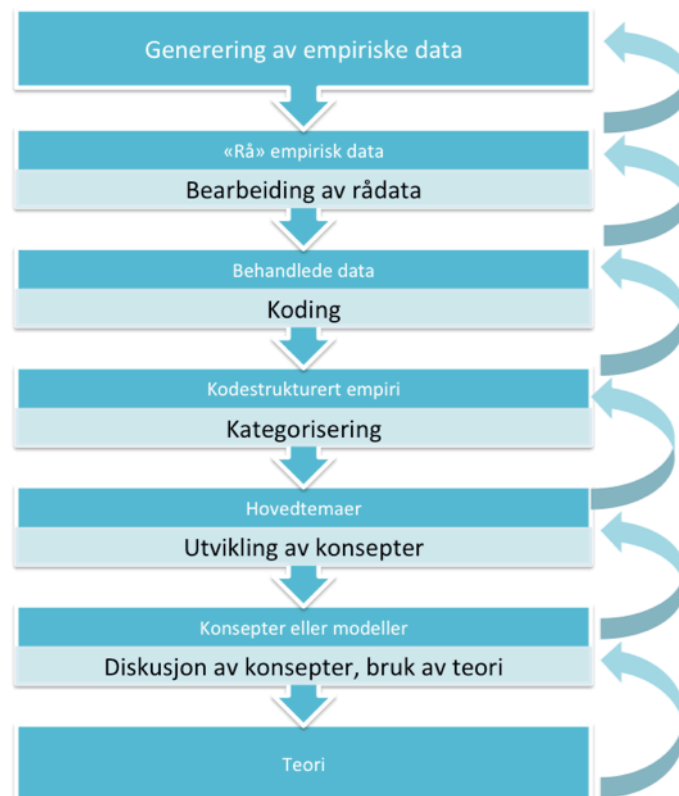 Generering av empiriske data
«Rå» empirisk data
Bearbeiding av rådata
Behandlede data
Koding
Kodestrukturert empiri
Kategorisering
Hovedtemaer
Utvikling av konsepter
Konsepter eller modeller
Diskusjon av konsepter, bruk av teori
Teori